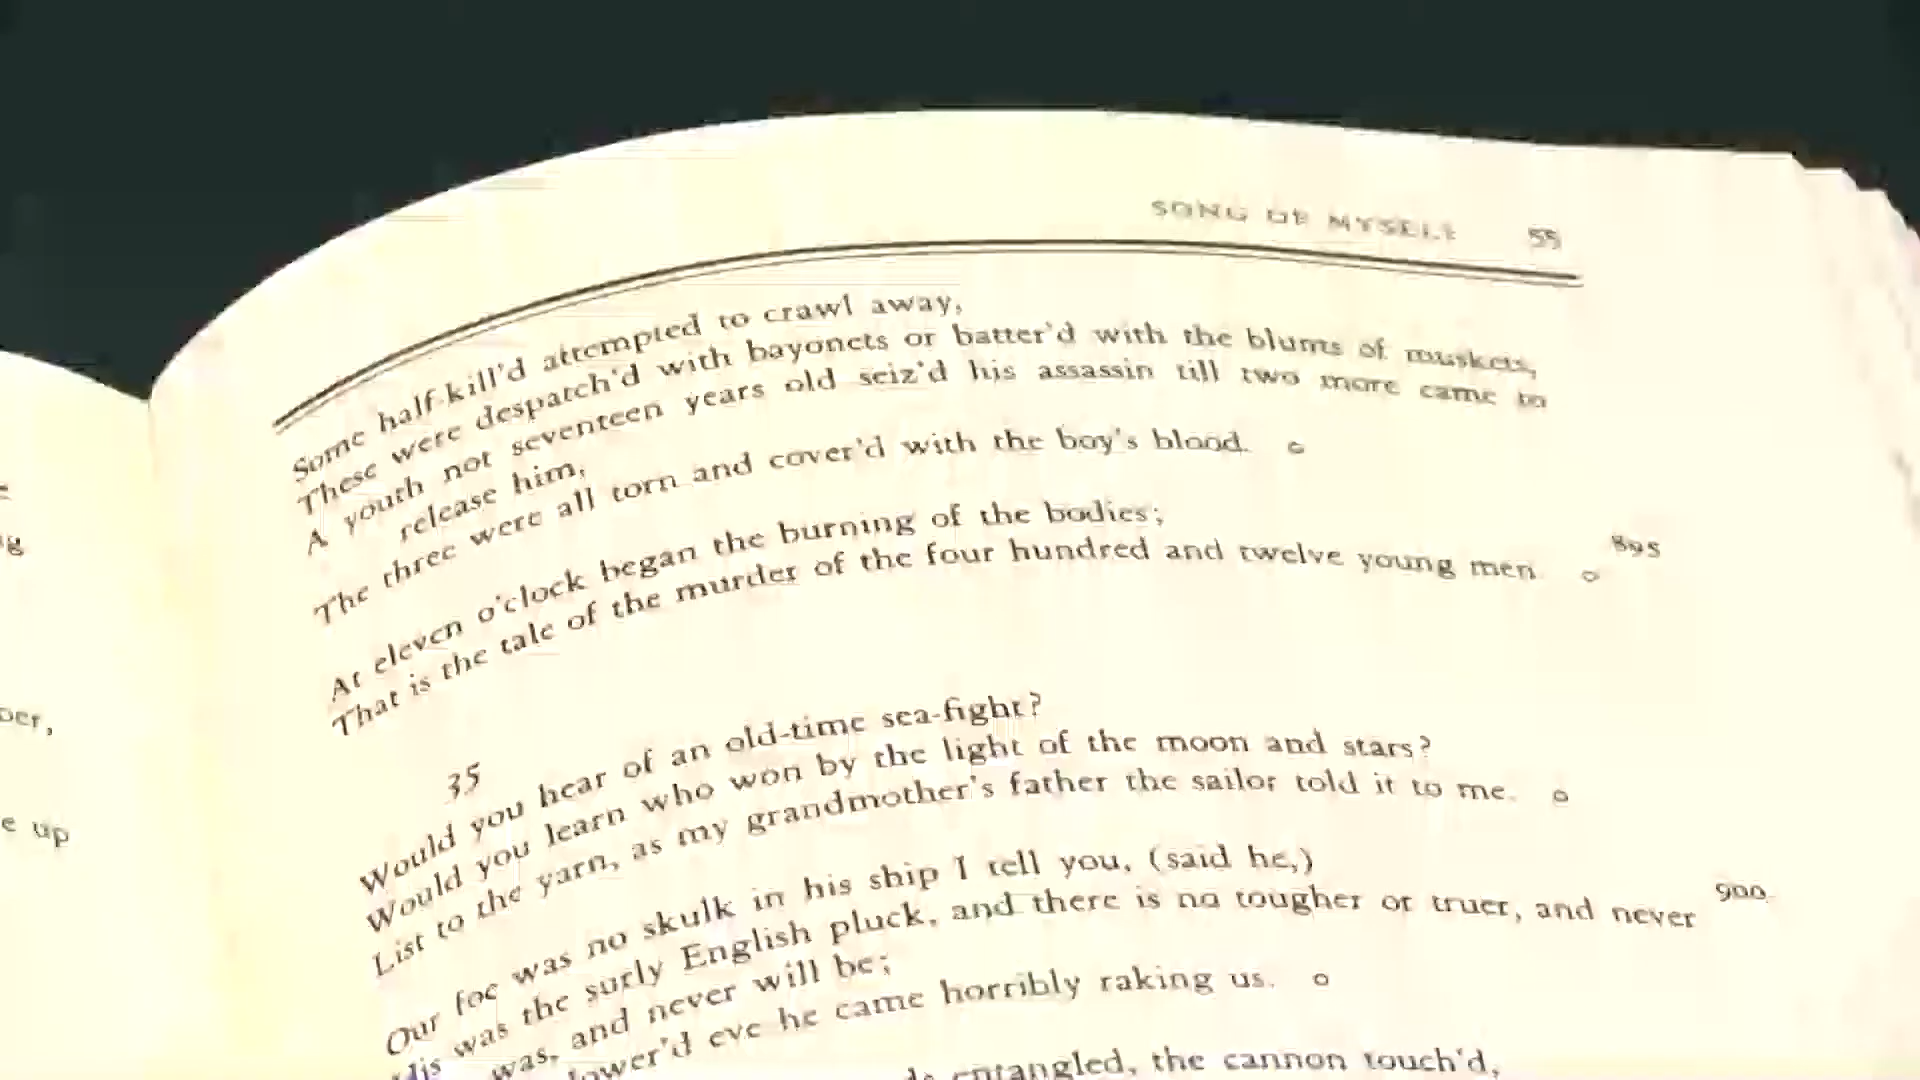 SONG OF MYSELF 55
Some half-kill'd attempted to crawl away,
These were despatch'd with bayonets or batter'd with the blunts of muskets,
A youth not seventeen years old seiz'd his assassin till two more came to
release him,
The three were all torn and cover'd with the boy's blood.
At eleven o'clock began the burning of the bodies;
895
That is the tale of the murder of the four hundred and twelve young men.
35
Would you hear of an old-time sea-fight?
Would you learn who won by the light of the moon and stars?
List to the yarn, as my grandmother's father the sailor told it to me.
Our foe was no skulk in his ship I tell you, (said he,)
900
His was the surly English pluck, and there is no tougher or truer, and never
was, and never will be;
lower'd eve he came horribly raking us.
entangled, the cannon touch'd,
g
ber,
e up